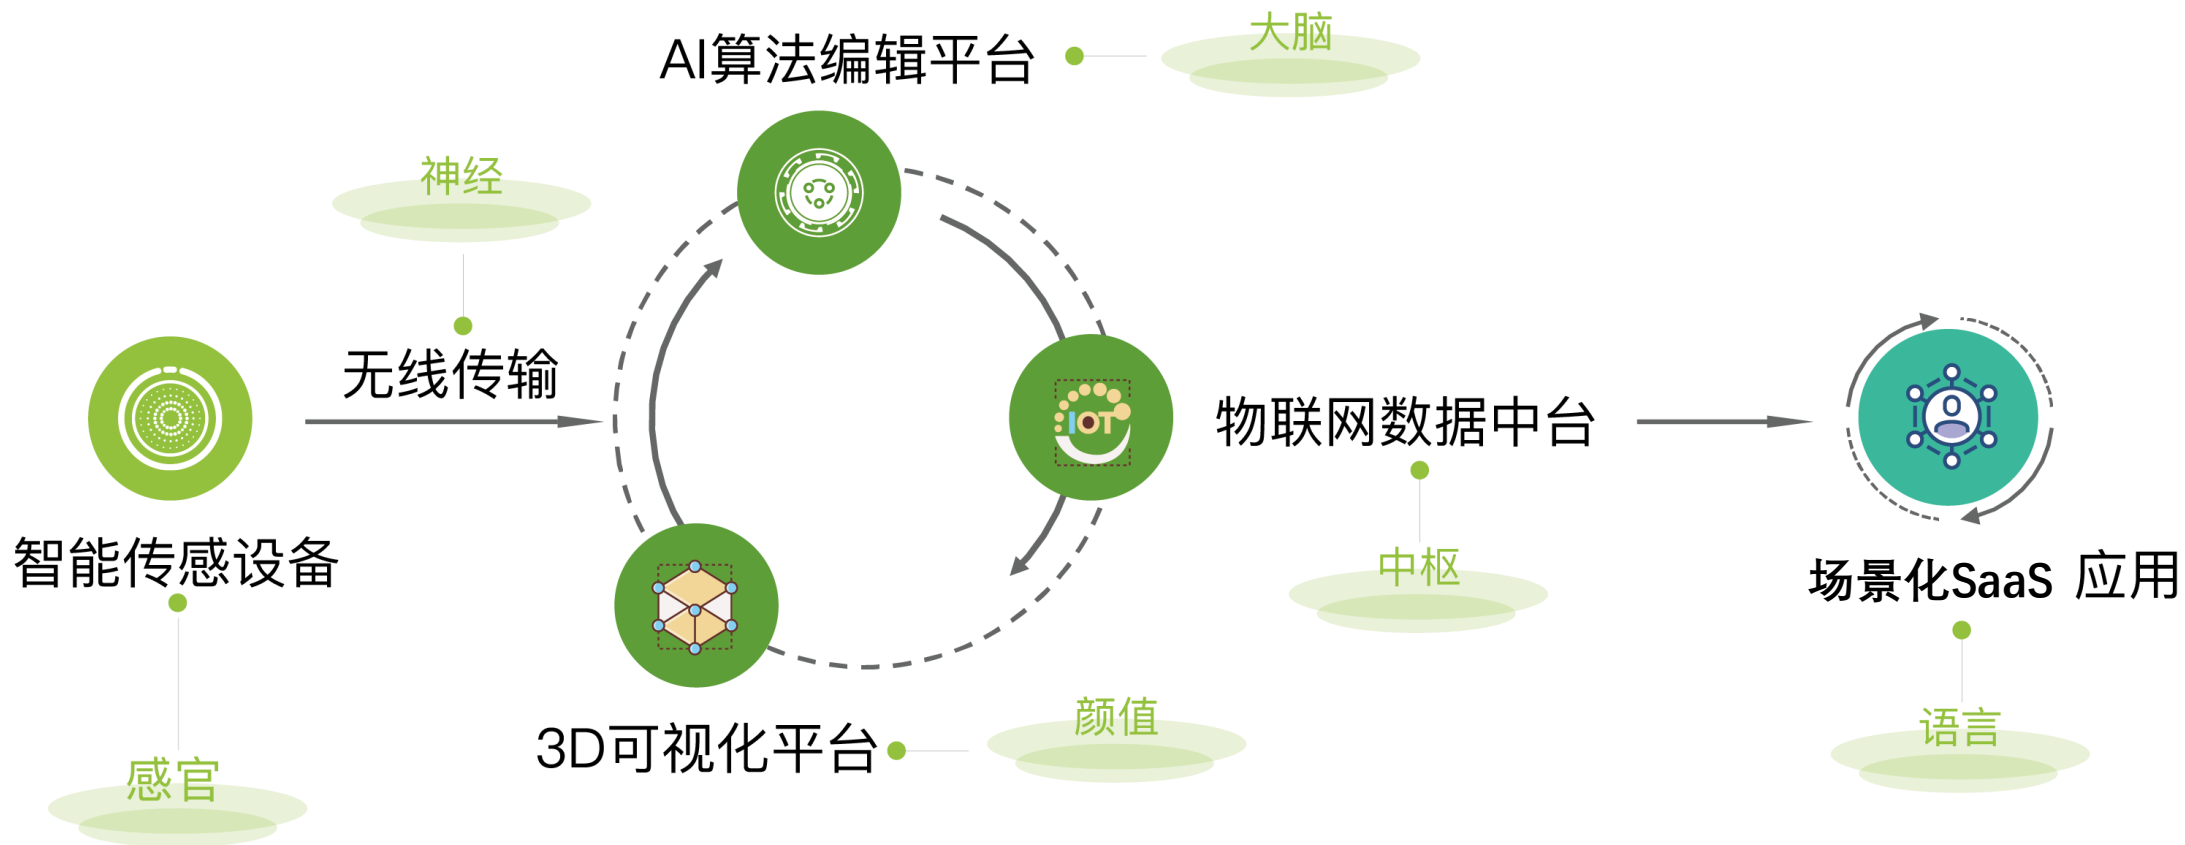 AI算法编辑平台
大脑
神经
无线传输
IoT
物联网数据中台
智能传感设备
中枢
场景化SaaS 应用
3D可视化平台
颜值
语言
感官